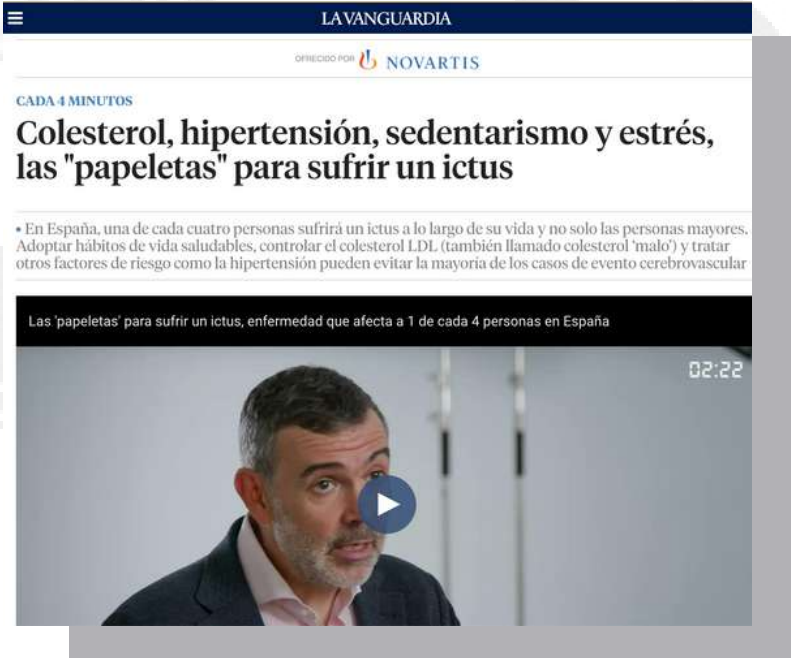 LAVANGUARDIA
OFRECIDO POR NOVARTIS
CADA 4 MINUTOS
Colesterol, hipertensión, sedentarismo y estrés,
las "papeletas" para sufrir un ictus
• En España, una de cada cuatro personas sufrirá un ictus a lo largo de su vida y no solo las personas mayores.
Adoptar hábitos de vida saludables, controlar el colesterol LDL (también llamado colesterol 'malo') y tratar
otros factores de riesgo como la hipertensión pueden evitar la mayoría de los casos de evento cerebrovascular
Las 'papeletas' para sufrir un ictus, enfermedad que afecta a 1 de cada 4 personas en España
02:22